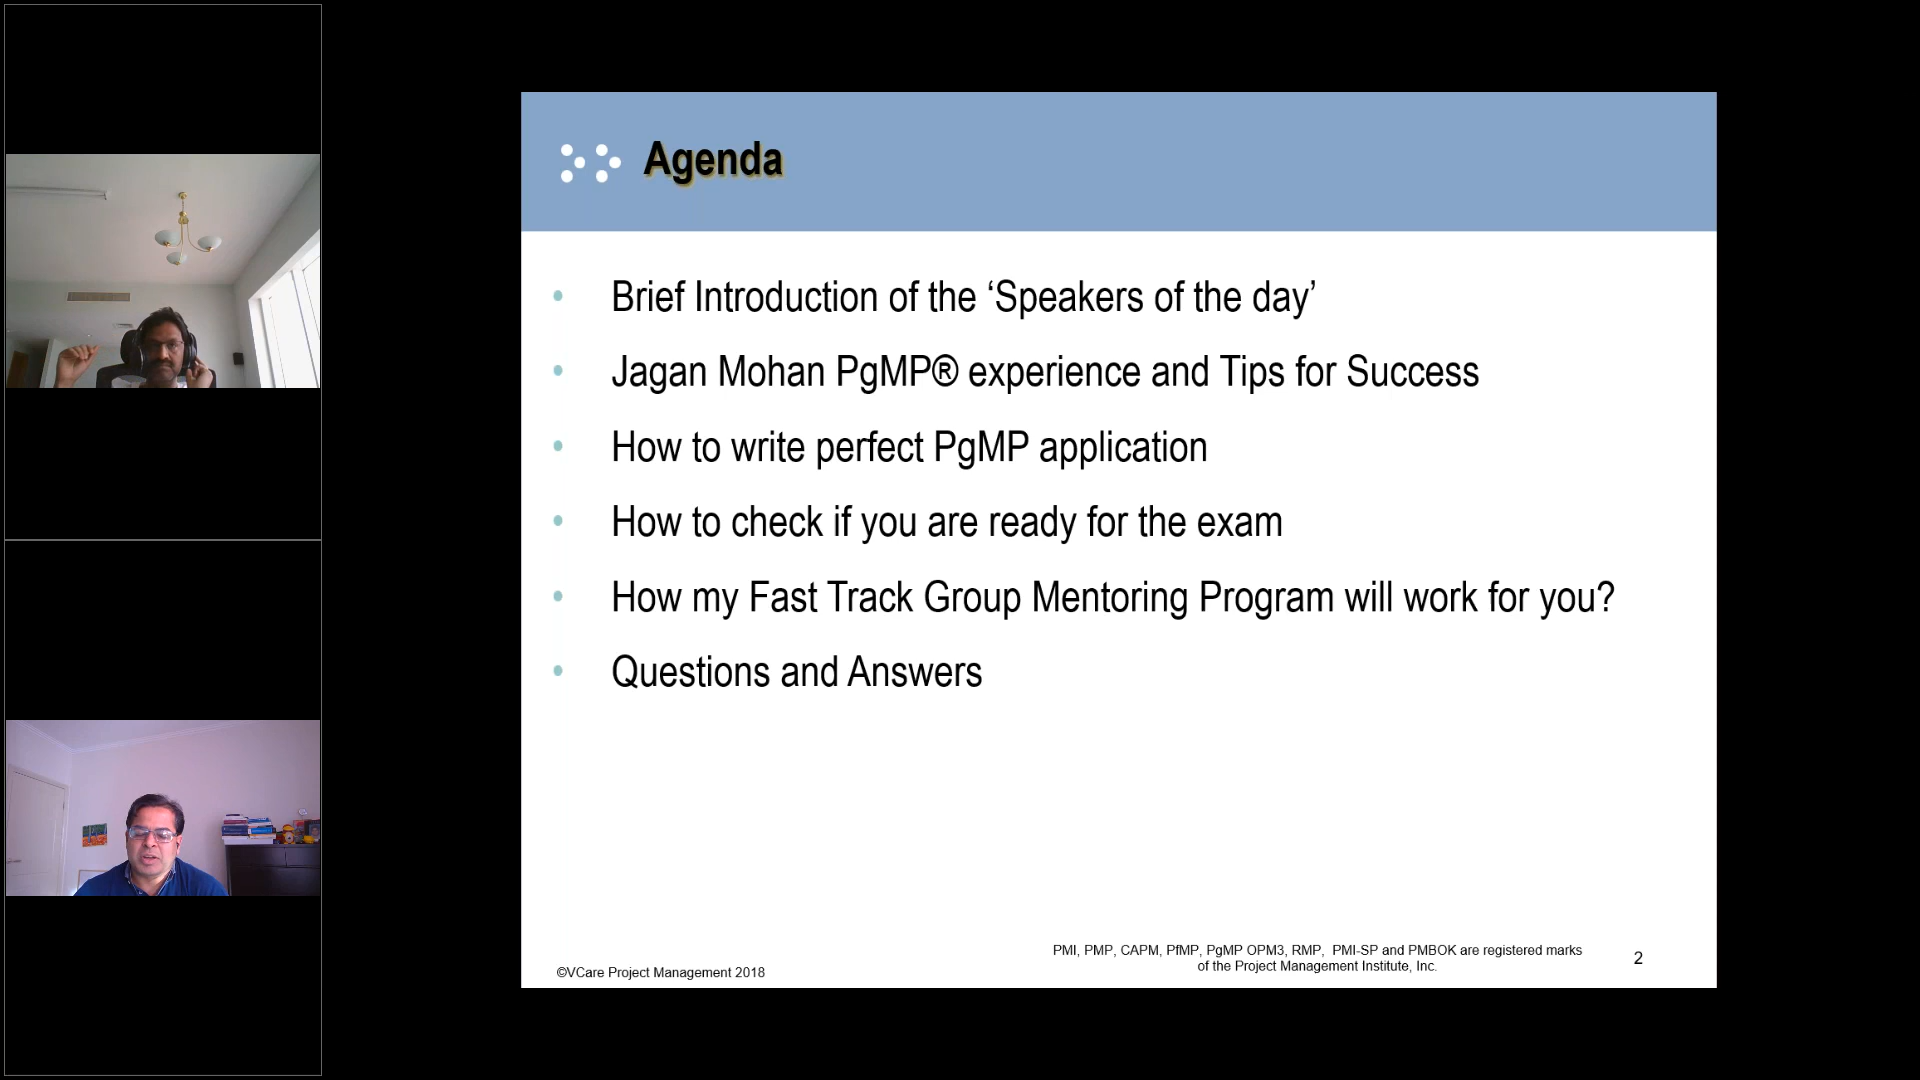 Agenda
Brief Introduction of the ‘Speakers of the day’
Jagan Mohan PgMP® experience and Tips for Success
How to write perfect PgMP application
How to check if you are ready for the exam
How my Fast Track Group Mentoring Program will work for you?
Questions and Answers
PMI, PMP, CAPM, PfMP, PgMP OPM3, RMP, PMI-SP and PMBOK are registered marks
of the Project Management Institute, Inc.
©VCare Project Management 2018
2